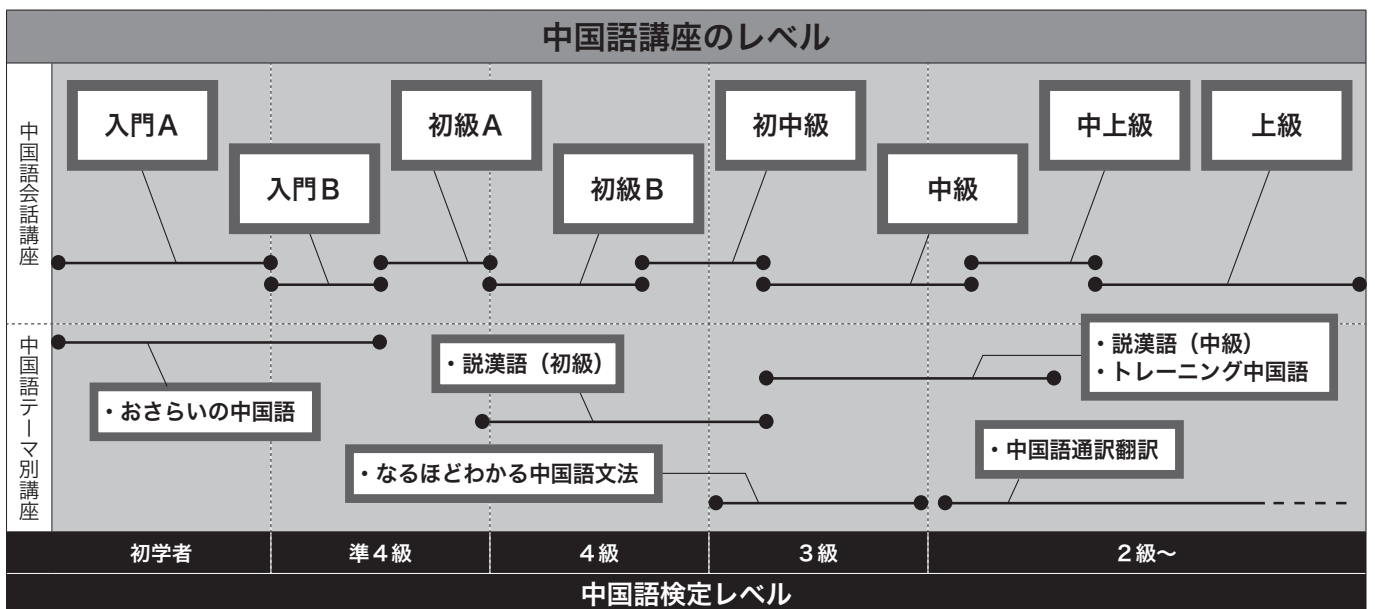 中国語講座のレベル
中国語会話講座
入門A
初級A
初中級
中上級
上級
入門B
初級B
中級
中国語テーマ別講座
・説漢語（中級）
・トレーニング中国語
・説漢語（初級）
・おさらいの中国語
・中国語通訳翻訳
・なるほどわかる中国語文法
初学者
準４級
４級
３級
２級〜
中国語検定レベル